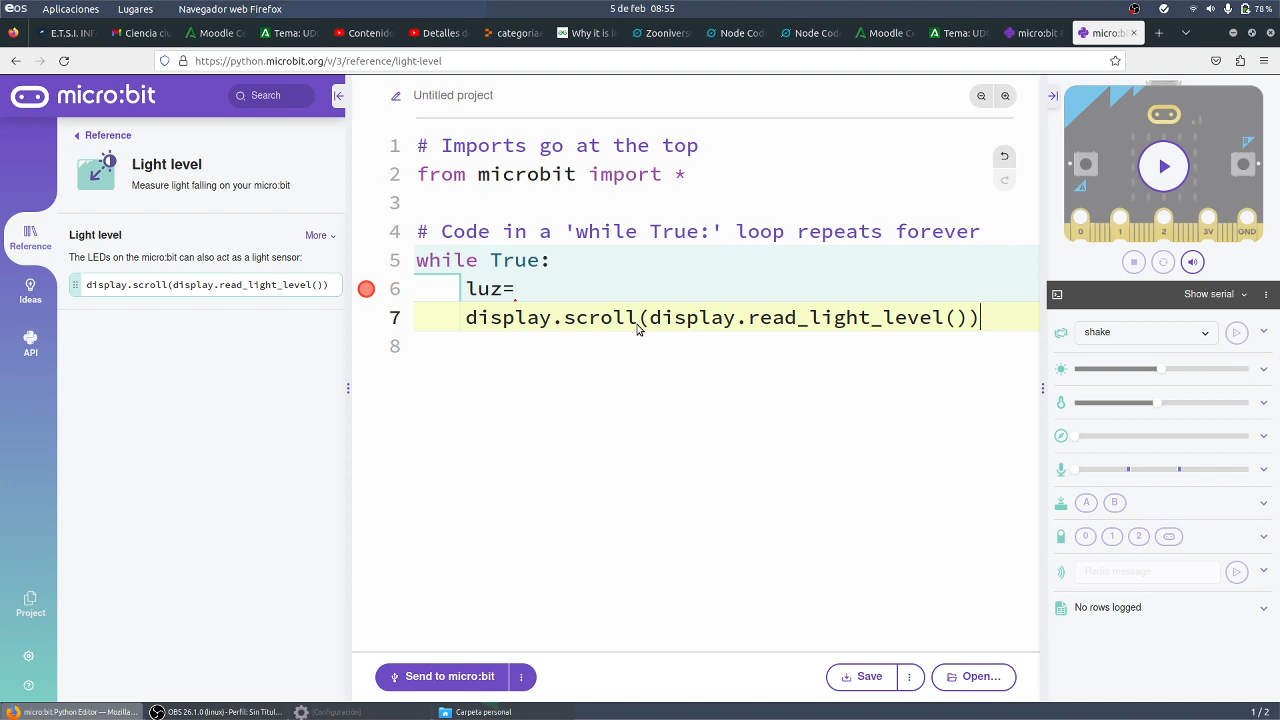 eos Aplicaciones Lugares Navegador web Firefox 5 de feb 08:55 78 %
E.T.S.I. INF Ciencia ciu Moodle C Tema: UD Contenido Detalles d categoria Why it is Zooniver Node Cod Node Cod Moodle C Tema: UD micro:bit micro:b
https://python.microbit.org/v/3/reference/light-level
micro:bit
Search
Reference
Light level
Measure light falling on your micro:bit
Light level More
The LEDs on the micro:bit can also act as a light sensor:
display.scroll(display.read_light_level())
Reference
Ideas
API
Project
Untitled project
1 # Imports go at the top
2 from microbit import *
3
4 # Code in a 'while True:' loop repeats forever
5 while True:
6 luz=
7 display.scroll(display.read_light_level())
8
Send to micro:bit
Save
Open...
B
A
0 1 2 3V GND
Show serial
shake
A B
0 1 2
Radio message
No rows logged
micro:bit Python Editor — Mozilla... OBS 26.1.0 (linux) - Perfil: Sin Títul... [Configuración] Carpeta personal 1 / 2